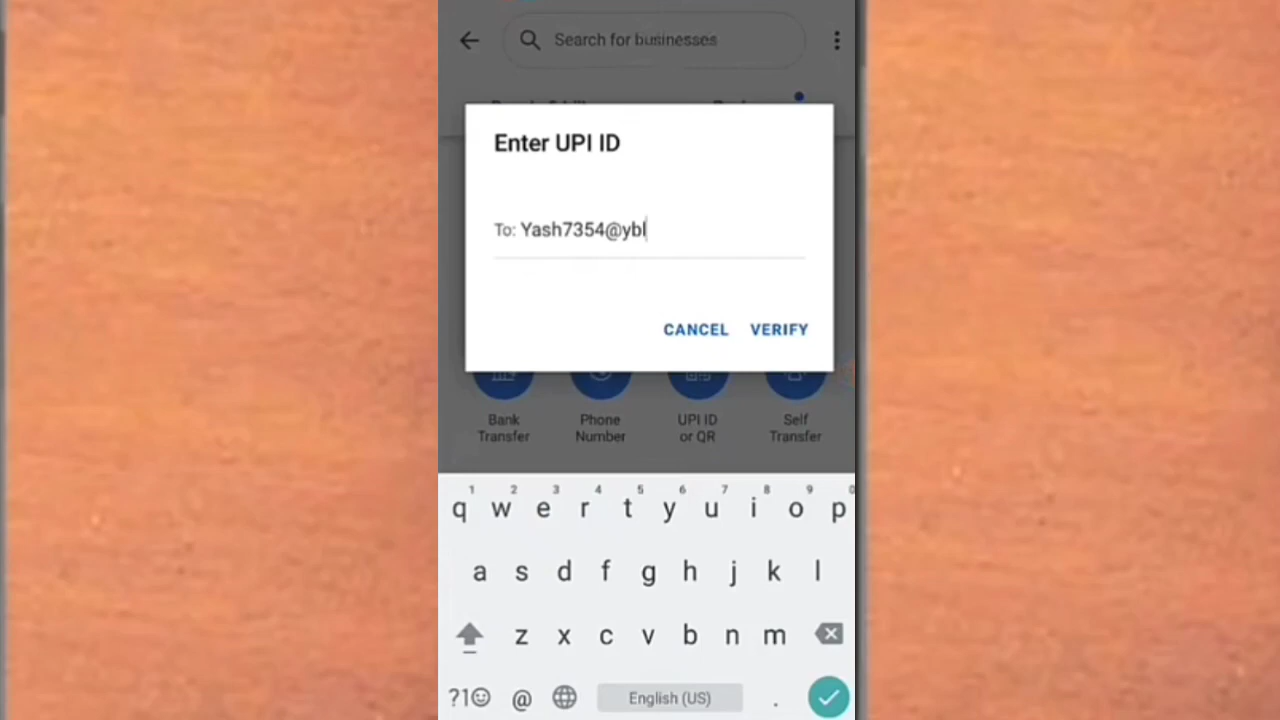 Search for businesses
Enter UPI ID
To: Yash7354@ybl
CANCEL VERIFY
Bank Transfer
Phone Number
UPI ID or QR
Self Transfer
1 2 3 4 5 6 7 8 9 0
q w e r t y u i o p
a s d f g h j k l
z x c v b n m
?1 @ English (US) .